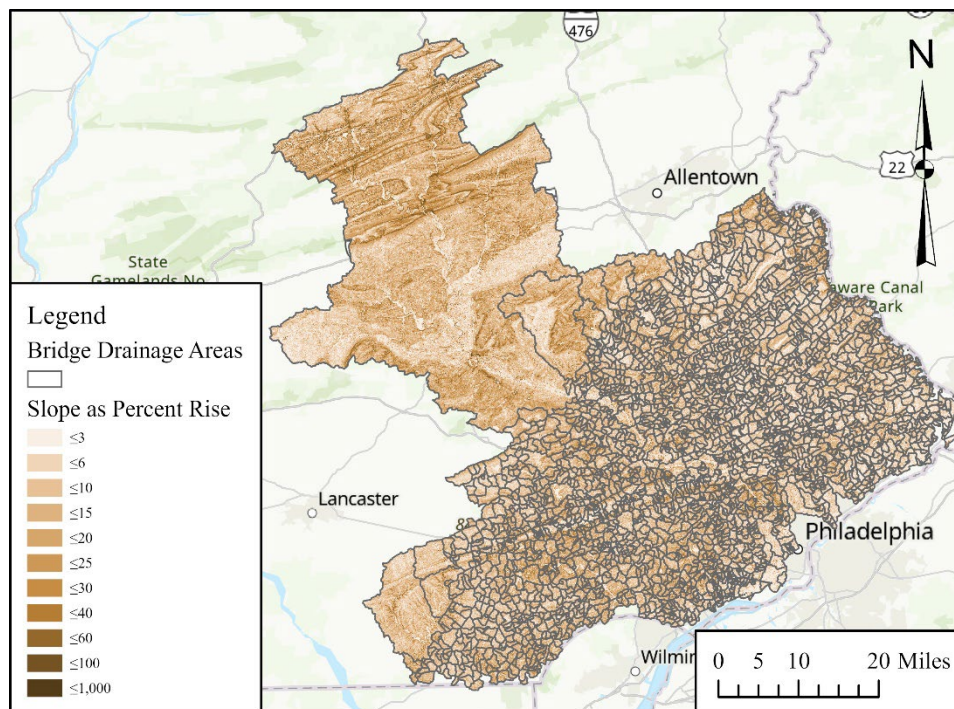 476
N
22
Allentown
State
Gamelands No
aware Canal
Park
Legend
Bridge Drainage Areas
Slope as Percent Rise
≤3
≤6
≤10
≤15
≤20
≤25
≤30
≤40
≤60
≤100
≤1,000
Lancaster
Philadelphia
Wilmin
0 5 10 20 Miles